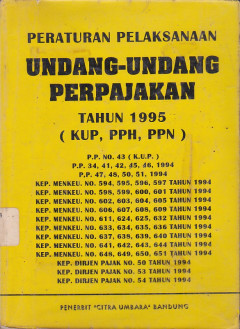 PERATURAN PELAKSANAAN
UNDANG-UNDANG
PERPAJAKAN
TAHUN 1995
( KUP, PPH, PPN )
P.P. NO. 43 ( K.U.P. )
P.P. 34, 41, 42, 45, 46, 1994
P.P. 47, 48, 50, 51, 1994
KEP. MENKEU. NO. 594, 595, 596, 597 TAHUN 1994
KEP. MENKEU. NO. 598, 599, 600, 601 TAHUN 1994
KEP. MENKEU. NO. 602, 603, 604, 605 TAHUN 1994
KEP. MENKEU. NO. 606, 607, 608, 609 TAHUN 1994
KEP. MENKEU. NO. 611, 624, 625, 632 TAHUN 1994
KEP. MENKEU. NO. 633, 634, 635, 636 TAHUN 1994
KEP. MENKEU. NO. 637, 638, 639, 640 TAHUN 1994
KEP. MENKEU. NO. 641, 642, 643, 644 TAHUN 1994
KEP. MENKEU. NO. 648, 649, 650, 651 TAHUN 1994
KEP. DIRJEN PAJAK NO. 50 TAHUN 1994
KEP. DIRJEN PAJAK NO. 53 TAHUN 1994
KEP. DIRJEN PAJAK NO. 54 TAHUN 1994
PENERBIT "CITRA UMBARA" BANDUNG